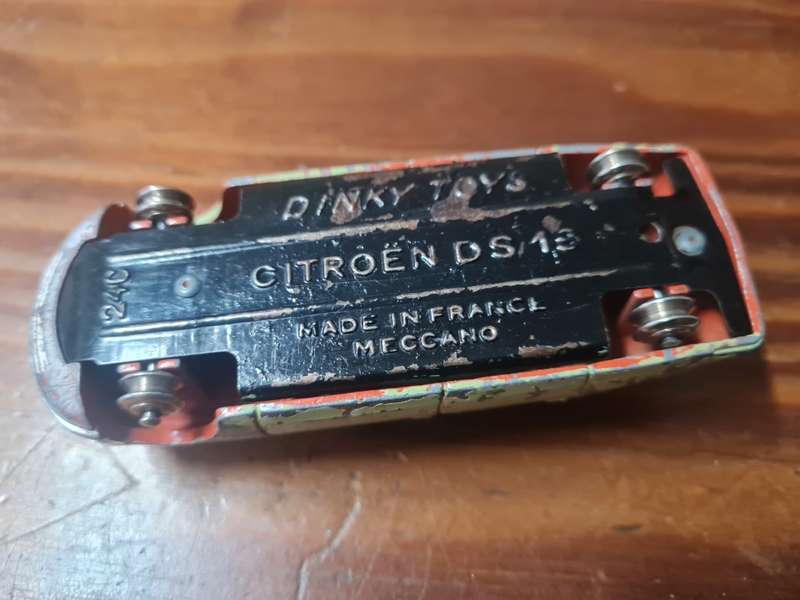 DINKY TOYS
CITROËN DS/19
MADE IN FRANCE
MECCANO
24C